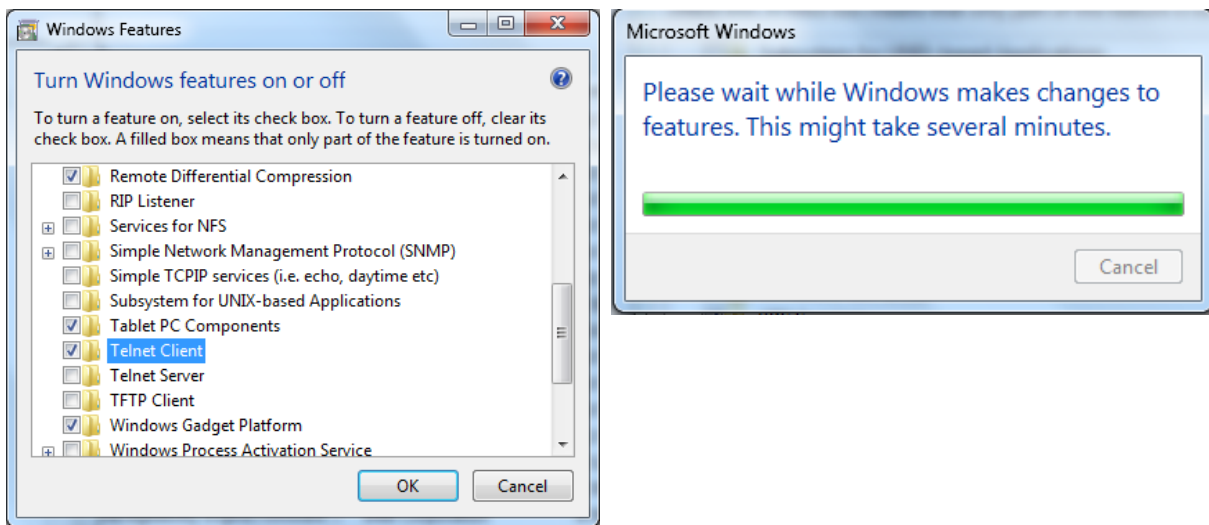 Windows Features
Turn Windows features on or off
To turn a feature on, select its check box. To turn a feature off, clear its
check box. A filled box means that only part of the feature is turned on.
Remote Differential Compression
RIP Listener
Services for NFS
Simple Network Management Protocol (SNMP)
Simple TCPIP services (i.e. echo, daytime etc)
Subsystem for UNIX-based Applications
Tablet PC Components
Telnet Client
Telnet Server
TFTP Client
Windows Gadget Platform
Windows Process Activation Service
OK
Cancel
Microsoft Windows
Please wait while Windows makes changes to
features. This might take several minutes.
Cancel